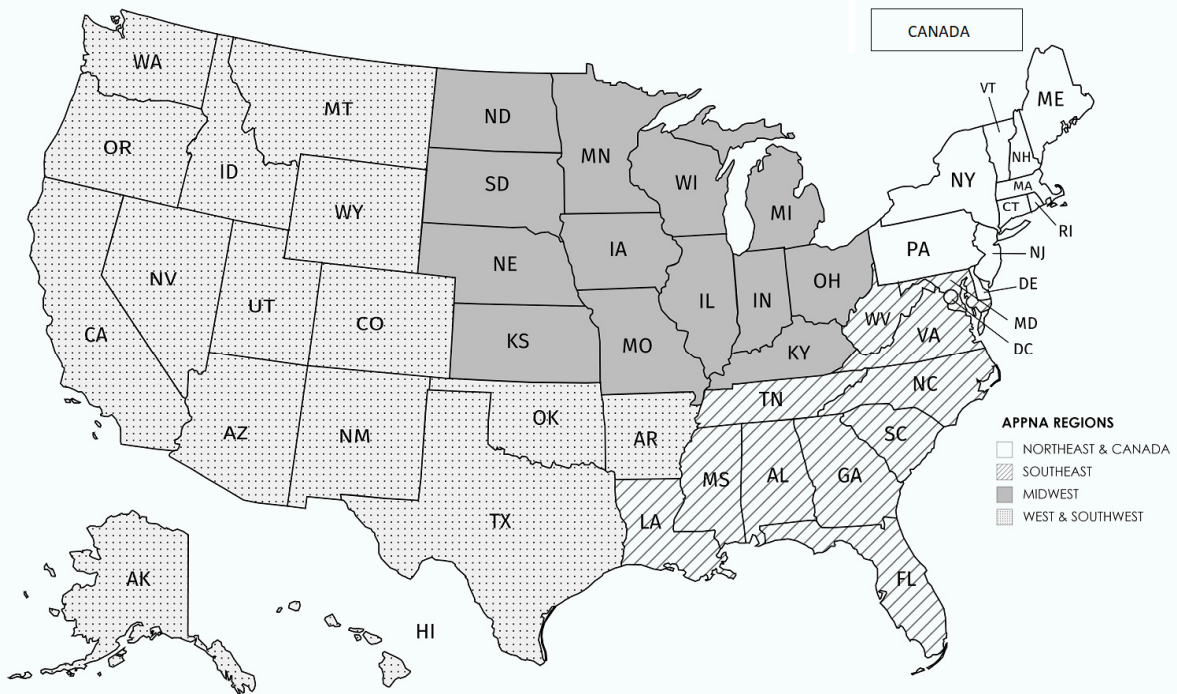 CANADA
WA
MT
ND
MN
VT
ME
OR
ID
SD
WI
MI
NY
NH
MA
CT
RI
WY
NE
IA
PA
NJ
NV
UT
CO
KS
MO
IL
IN
OH
DE
MD
DC
WV
VA
KY
CA
AZ
NM
OK
AR
TN
NC
SC
MS
AL
GA
LA
TX
FL
AK
HI
APPNA REGIONS
NORTHEAST & CANADA
SOUTHEAST
MIDWEST
WEST & SOUTHWEST